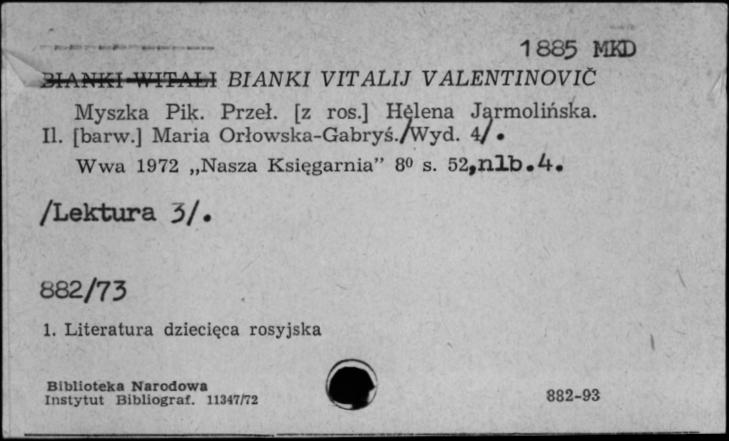 1885 MKD
BIANKI WITALI BIANKI VITALIJ VALENTINOVIČ
Myszka Pik. Przeł. [z ros.] Helena Jarmolińska.
Il. [barw.] Maria Orłowska-Gabryś./Wyd. 4/.
Wwa 1972 „Nasza Księgarnia” 8⁰ s. 52,nlb.4.
/Lektura 3/.
882/73
1. Literatura dziecięca rosyjska
Biblioteka Narodowa
Instytut Bibliograf. 11347/72
882-93